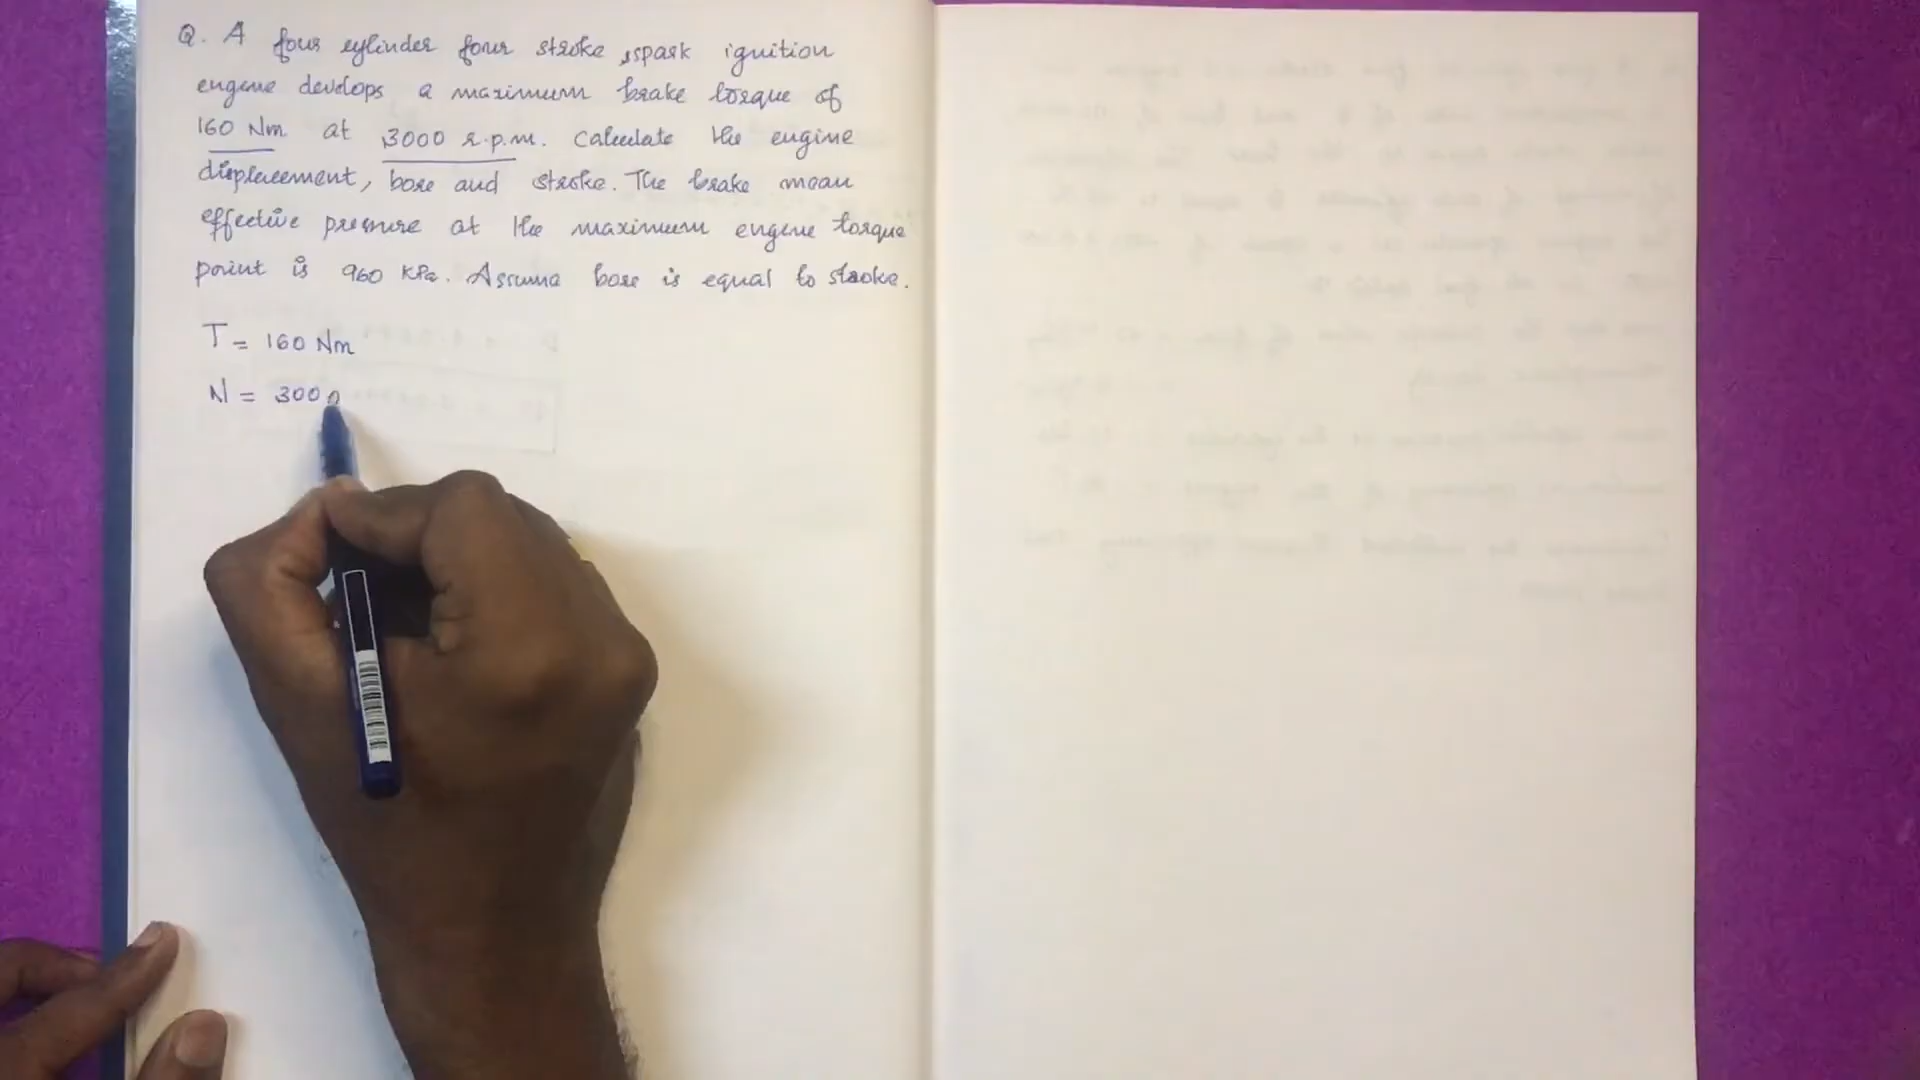 Q. A four cylinder four stroke spark ignition
engine develops a maximum brake torque of
160 Nm at 3000 r.p.m. Calculate the engine
displacement, bore and stroke. The brake mean
effective pressure at the maximum engine torque
point is 960 KPa. Assume bore is equal to stroke.
T = 160 Nm
N = 3000